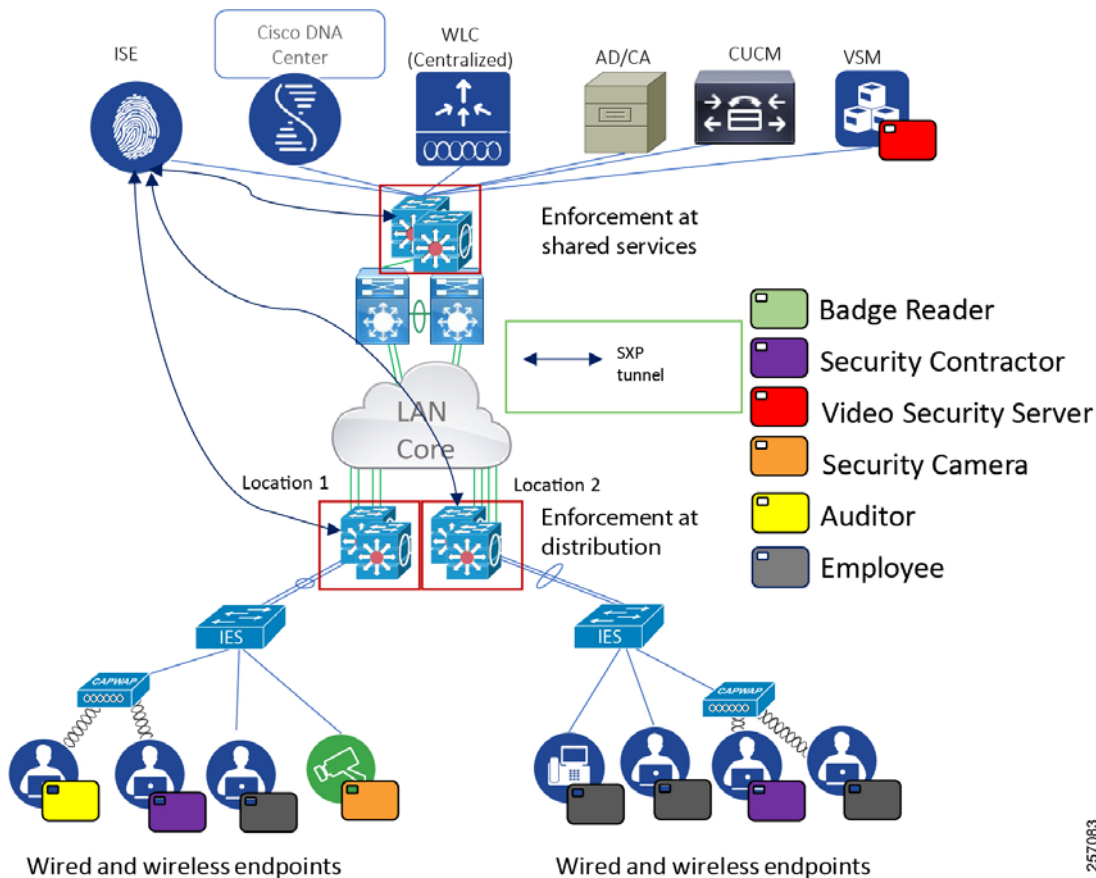 Cisco DNA
Center
ISE
WLC
(Centralized)
AD/CA
CUCM
VSM
Enforcement at
shared services
SXP
tunnel
Badge Reader
Security Contractor
Video Security Server
Security Camera
Auditor
Employee
LAN
Core
Location 1
Location 2
Enforcement at
distribution
IES
IES
CAPWAP
CAPWAP
Wired and wireless endpoints
Wired and wireless endpoints
257083